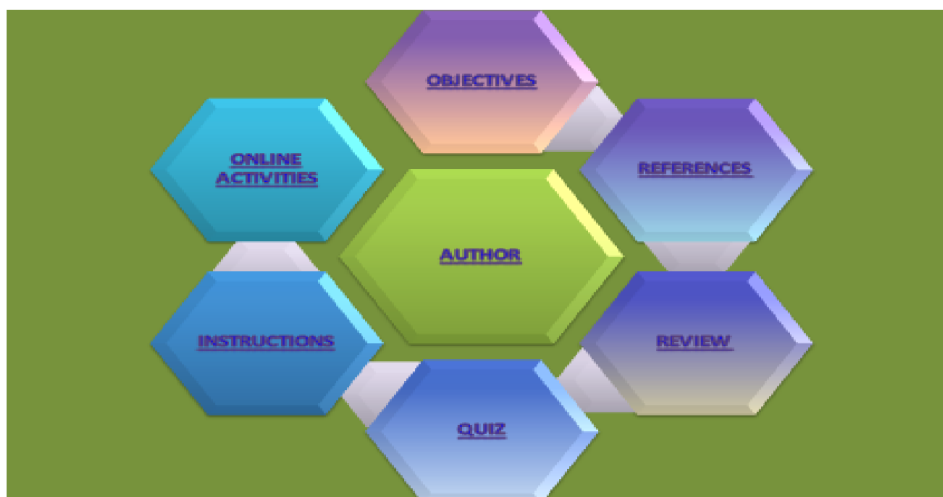 OBJECTIVES
ONLINE
ACTIVITIES
REFERENCES
AUTHOR
INSTRUCTIONS
REVIEW
QUIZ